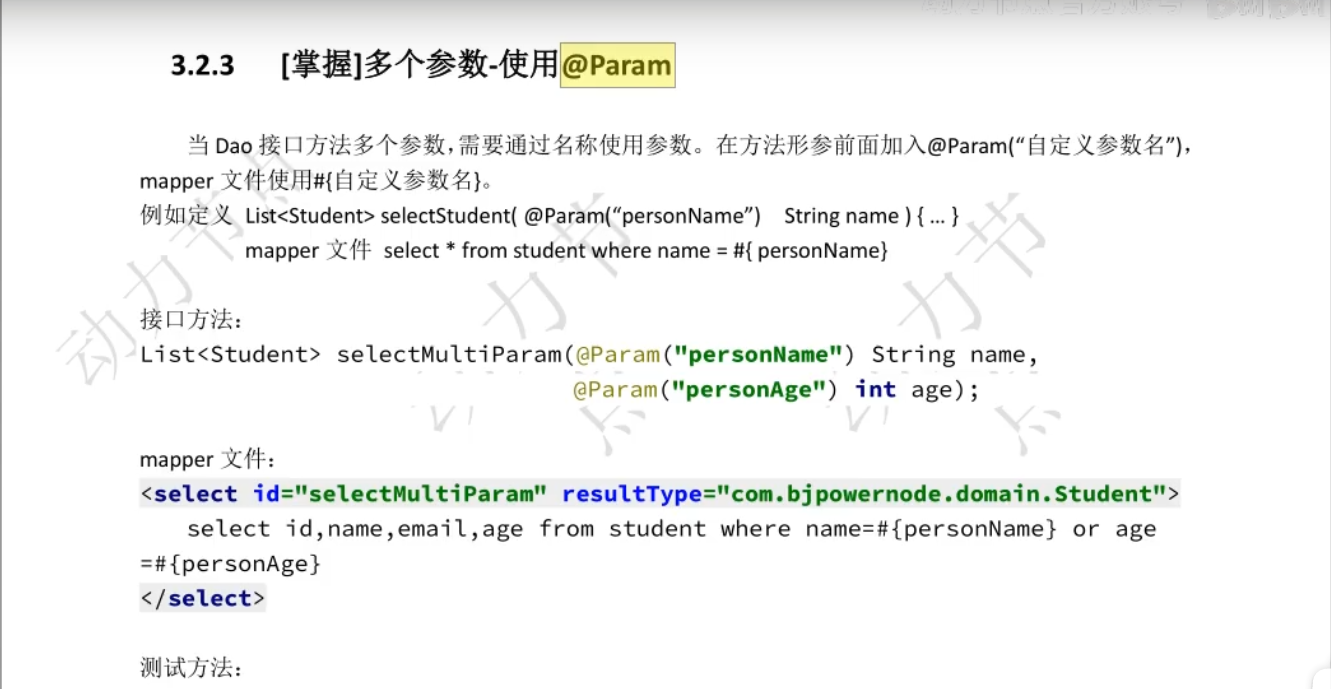 3.2.3 [掌握]多个参数-使用@Param
当 Dao 接口方法多个参数，需要通过名称使用参数。在方法形参前面加入@Param(“自定义参数名”)，
mapper 文件使用#{自定义参数名}。
例如定义 List<Student> selectStudent( @Param(“personName”) String name ) { ... }
mapper 文件 select * from student where name = #{ personName}
接口方法：
List<Student> selectMultiParam(@Param("personName") String name,
@Param("personAge") int age);
mapper 文件：
<select id="selectMultiParam" resultType="com.bjpowernode.domain.Student">
select id,name,email,age from student where name=#{personName} or age
=#{personAge}
</select>
测试方法：
动力节点